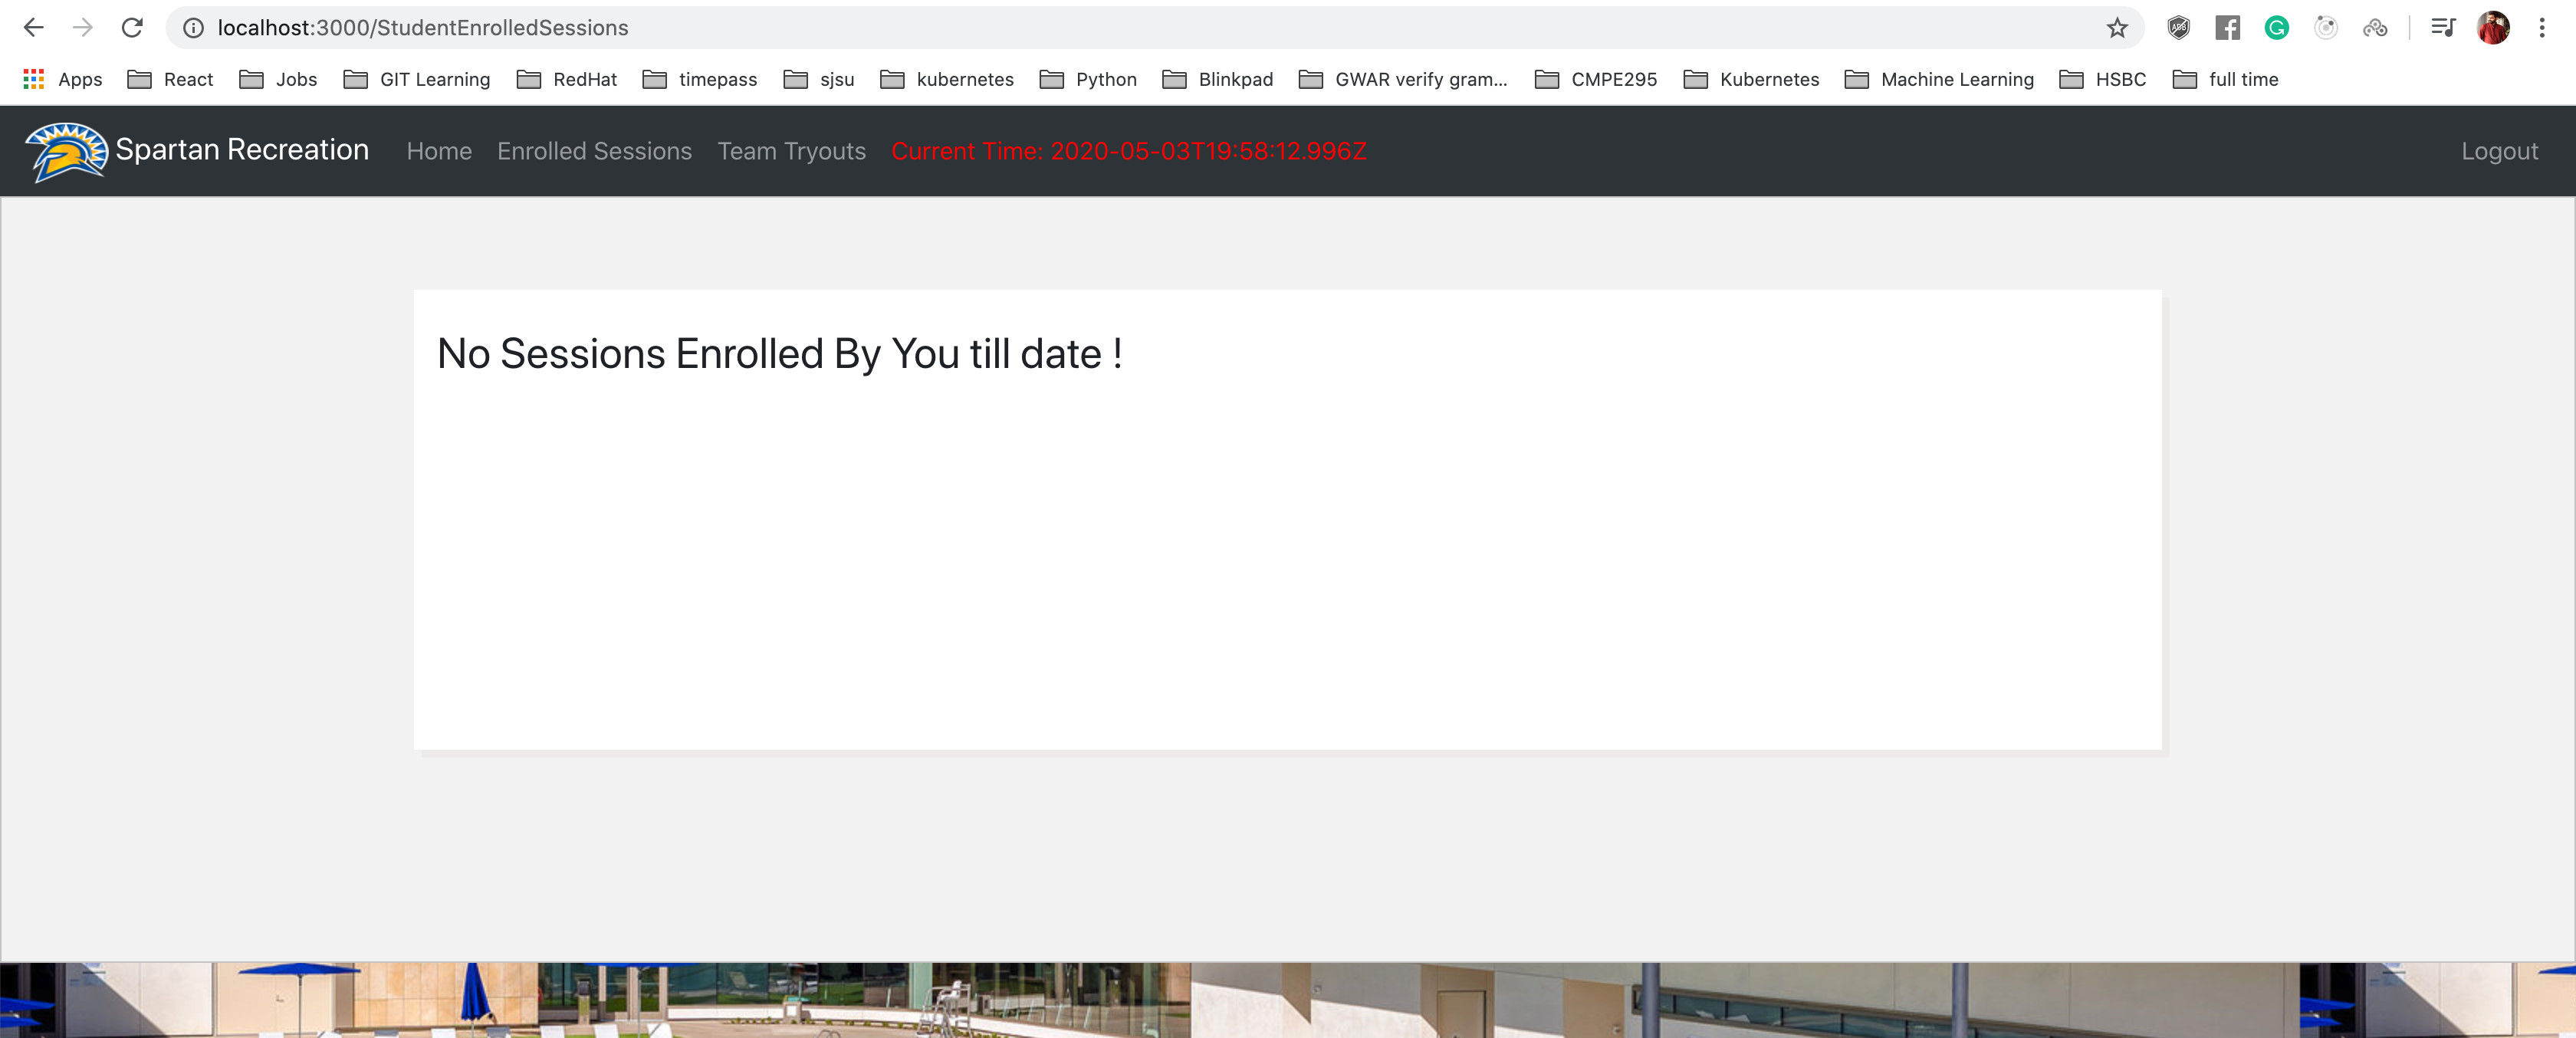 localhost:3000/StudentEnrolledSessions
Apps React Jobs GIT Learning RedHat timepass sjsu kubernetes Python Blinkpad GWAR verify gram... CMPE295 Kubernetes Machine Learning HSBC full time
Spartan Recreation Home Enrolled Sessions Team Tryouts Current Time: 2020-05-03T19:58:12.996Z Logout
No Sessions Enrolled By You till date !